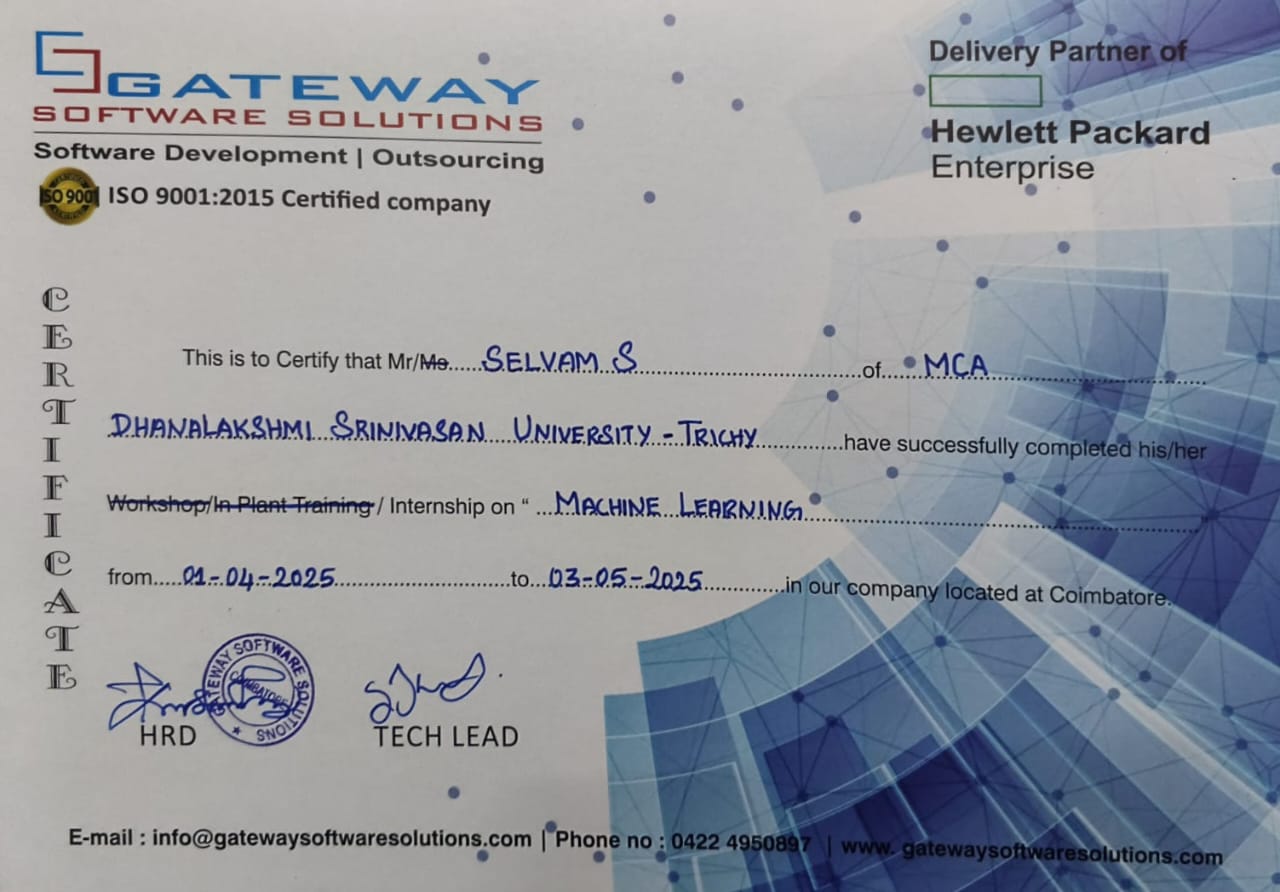 GATEWAY
SOFTWARE SOLUTIONS
Software Development | Outsourcing
ISO 9001 ISO 9001:2015 Certified company
Delivery Partner of
Hewlett Packard
Enterprise
CERTIFICATE
This is to Certify that Mr/Ms......SELVAM S..............................of.....MCA..............................
DHANALAKSHMI SRINIVASAN UNIVERSITY - TRICHY..............have successfully completed his/her
Workshop/In Plant Training / Internship on “ ...MACHINE LEARNING............................................................”
from.....01-04-2025..............................to...03-05-2025..............in our company located at Coimbatore.
GATEWAY SOFTWARE SOLUTIONS
COIMBATORE
HRD
TECH LEAD
E-mail : info@gatewaysoftwaresolutions.com | Phone no : 0422 4950897 | www. gatewaysoftwaresolutions.com